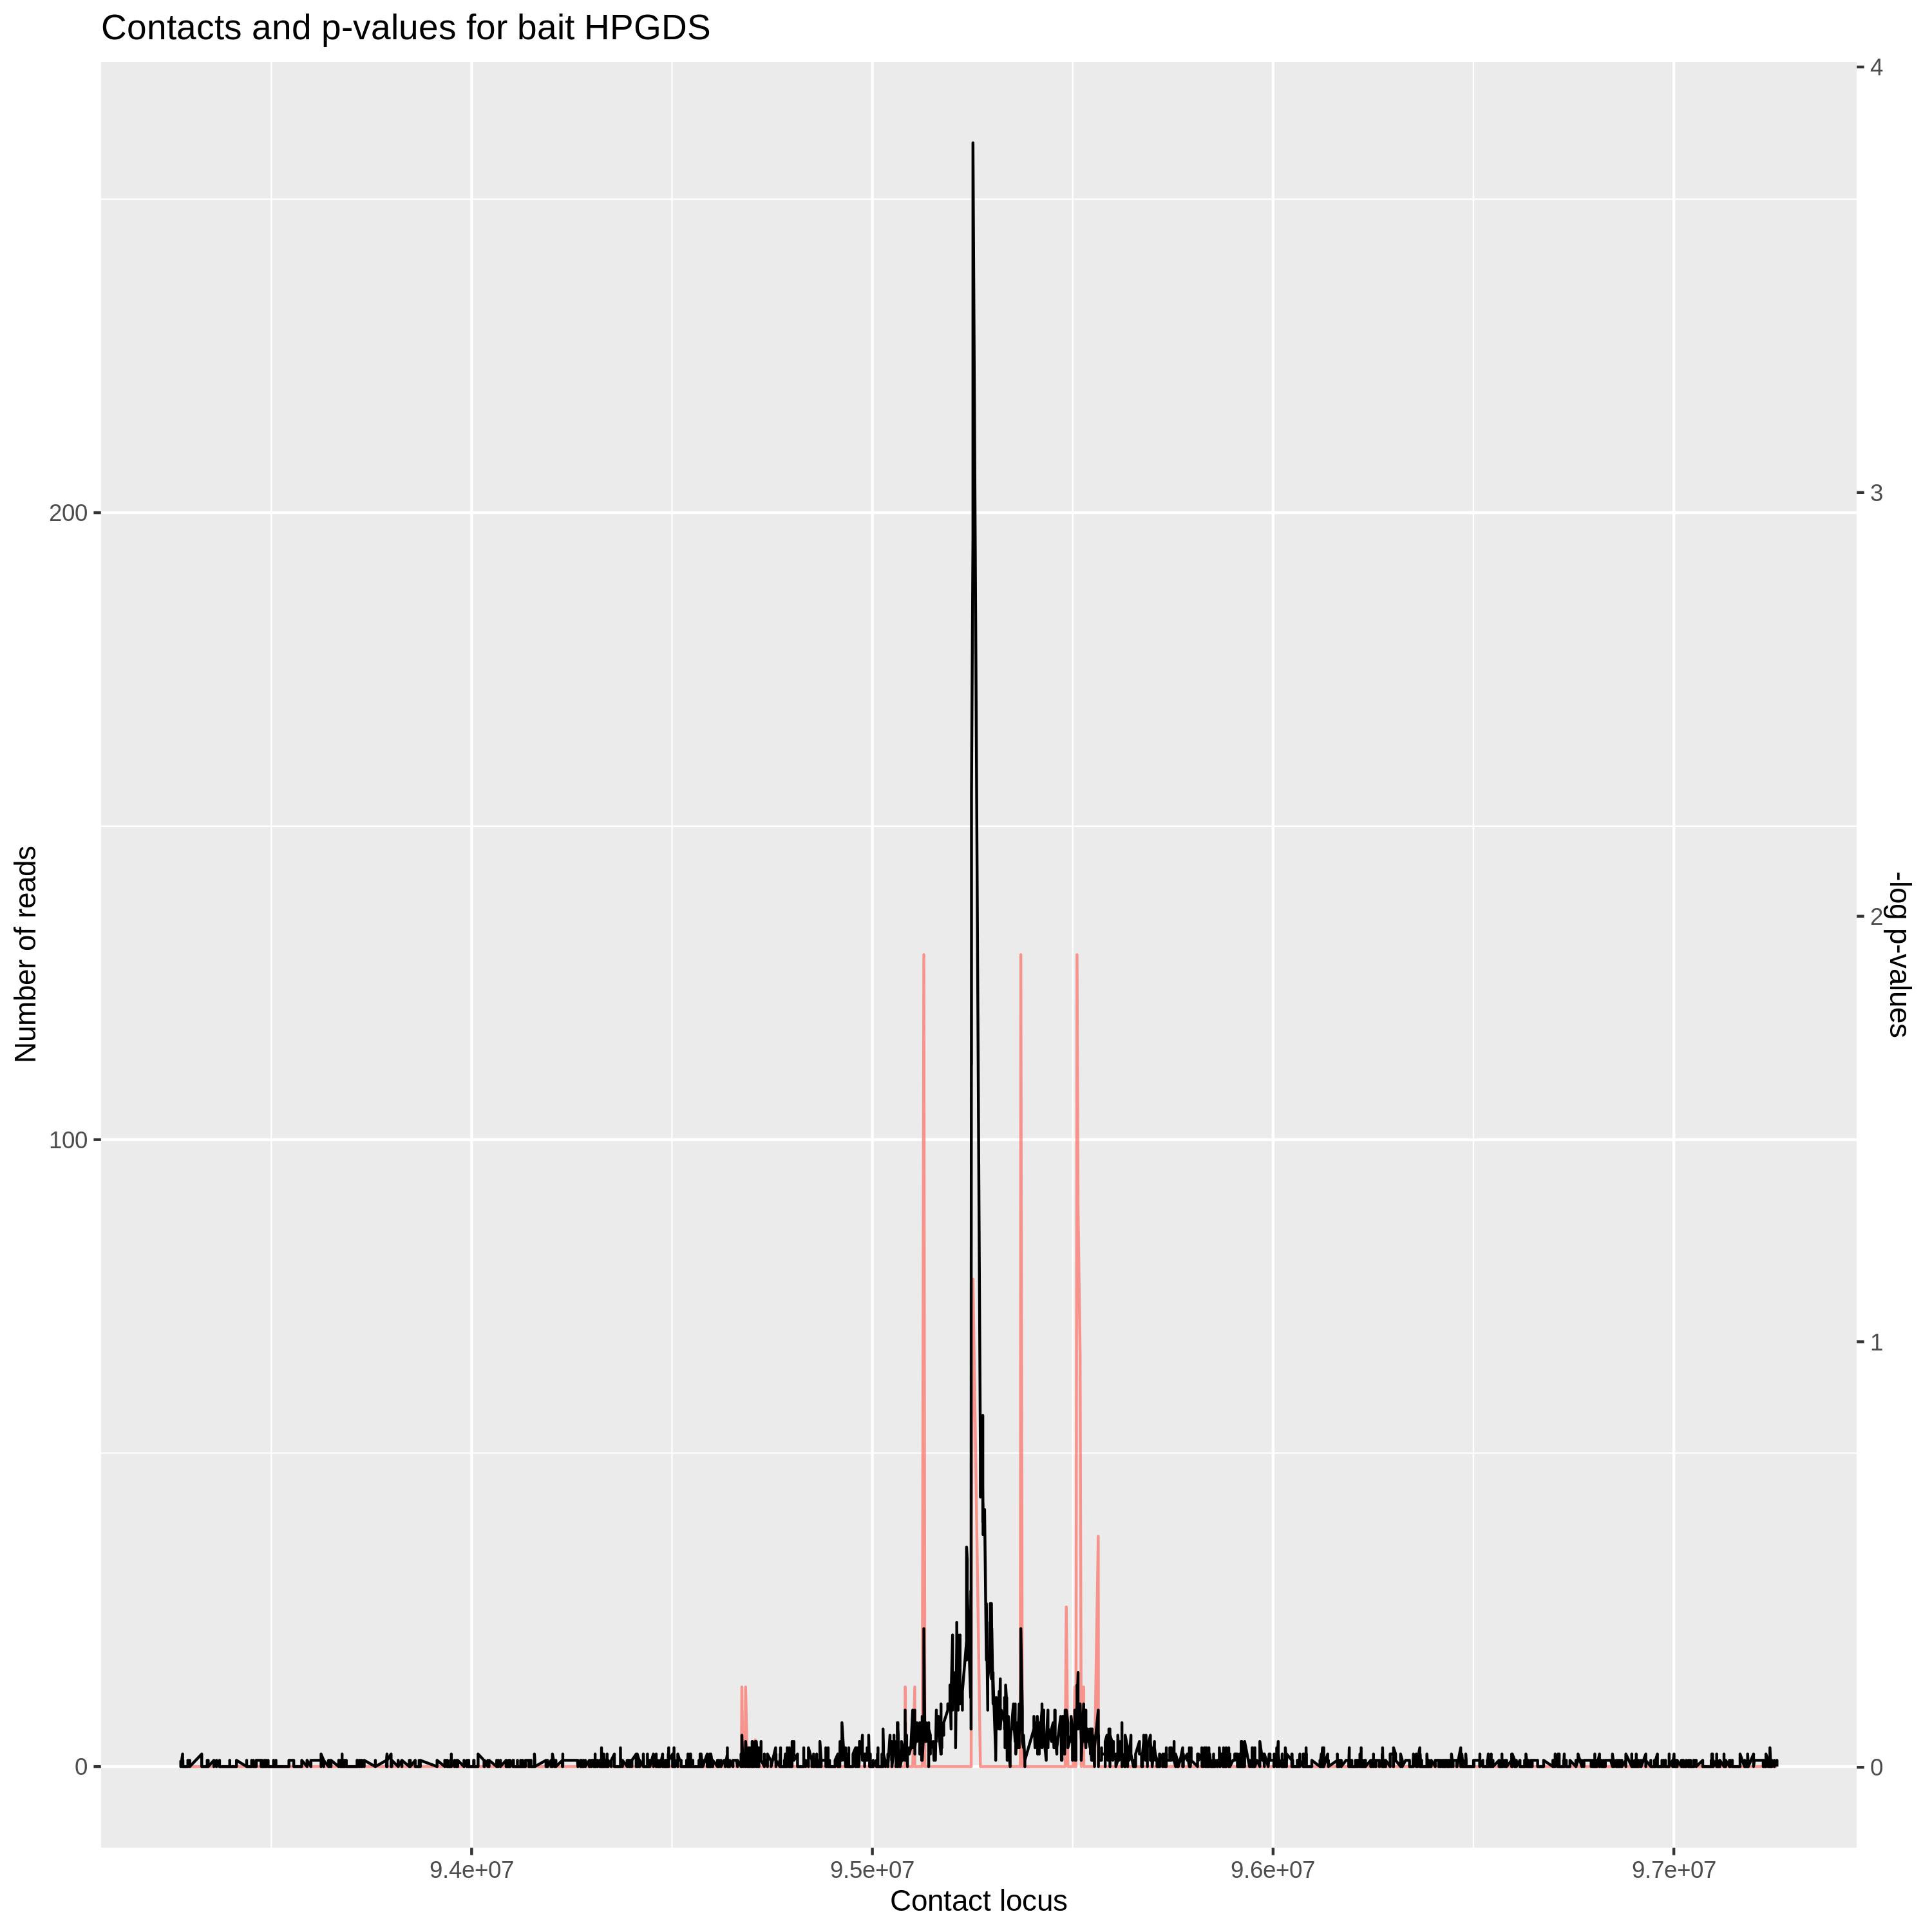 Contacts and p-values for bait HPGDS
Number of reads
200
100
0
4
3
2
1
0
-log p-values
9.4e+07
9.5e+07
9.6e+07
9.7e+07
Contact locus